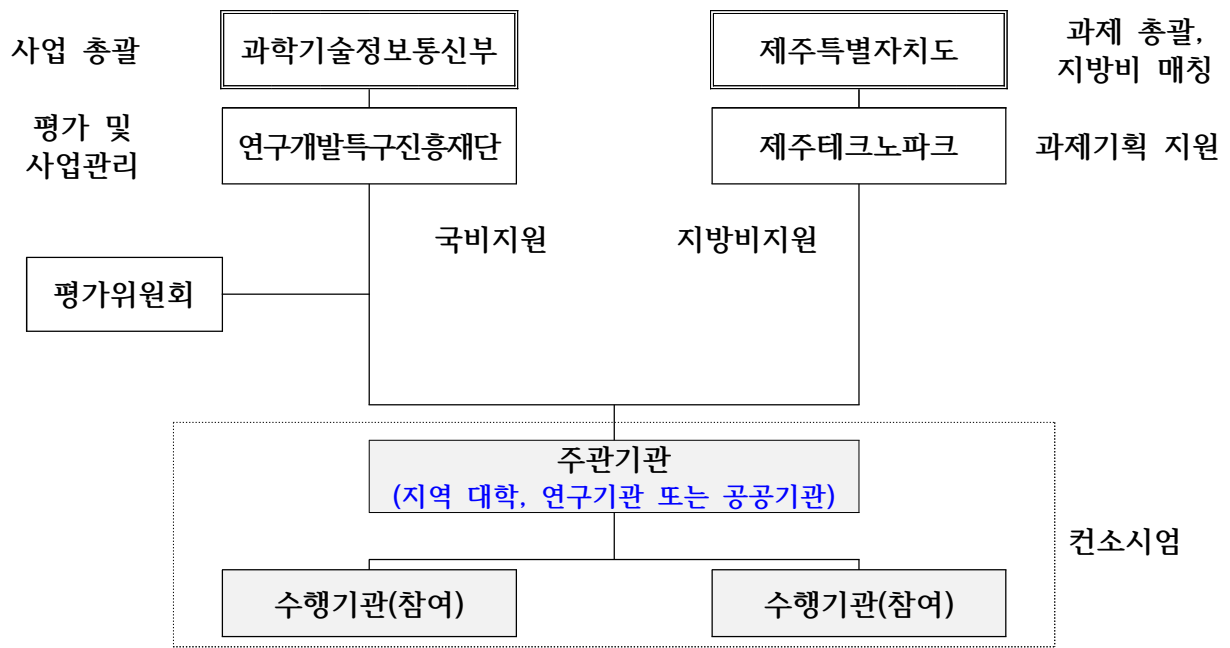 사업 총괄
과학기술정보통신부
제주특별자치도
과제 총괄,
지방비 매칭
평가 및
사업관리
연구개발특구진흥재단
제주테크노파크
과제기획 지원
국비지원
지방비지원
평가위원회
주관기관
(지역 대학, 연구기관 또는 공공기관)
컨소시엄
수행기관(참여)
수행기관(참여)